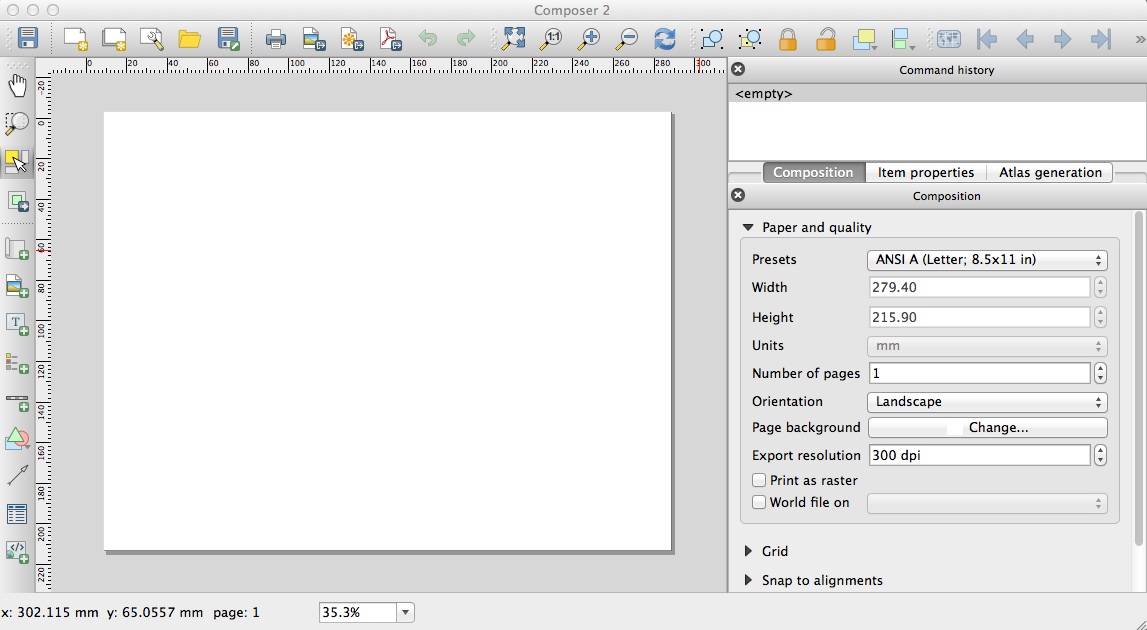 Composer 2
1:1
»
0 20 40 60 80 100 120 140 160 180 200 220 240 260 280 300
-20
0
20
40
60
80
100
120
140
160
180
200
220
T
</>
Command history
<empty>
Composition Item properties Atlas generation
Composition
Paper and quality
Presets ANSI A (Letter; 8.5x11 in)
Width 279.40
Height 215.90
Units mm
Number of pages 1
Orientation Landscape
Page background Change...
Export resolution 300 dpi
Print as raster
World file on
Grid
Snap to alignments
x: 302.115 mm y: 65.0557 mm page: 1 35.3%